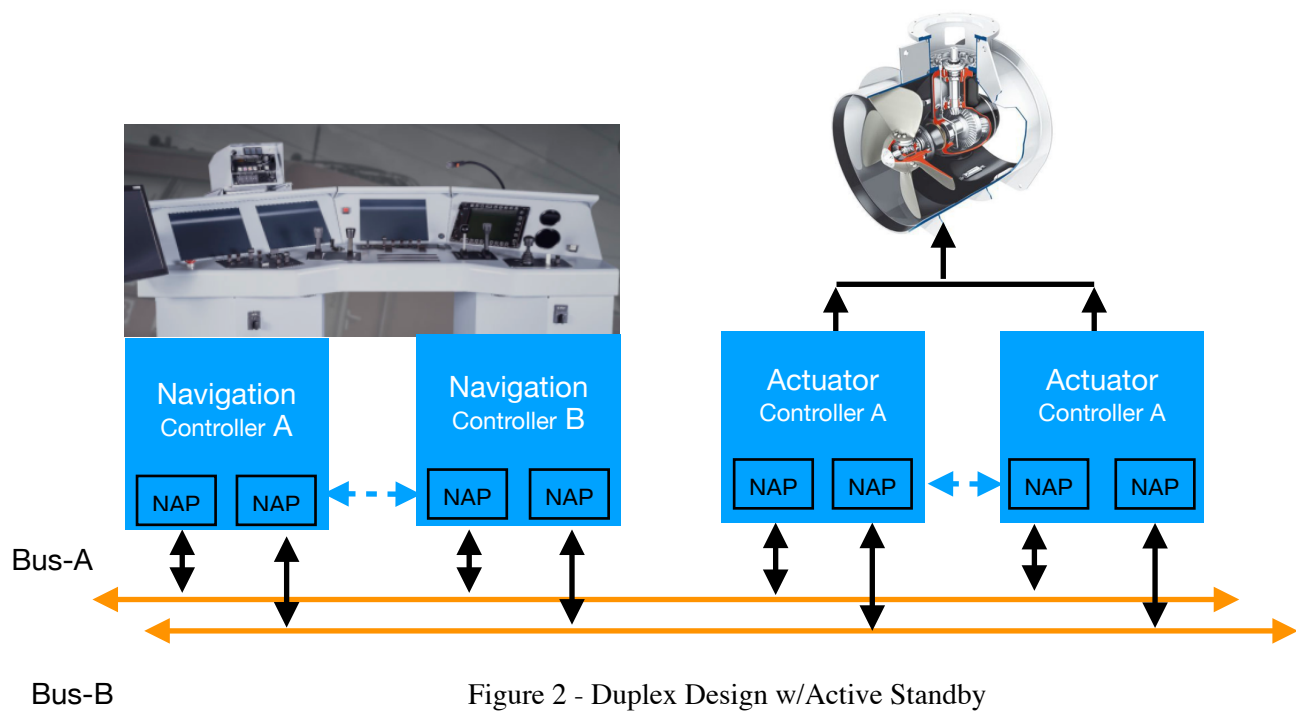 Navigation
Controller A
NAP
NAP
Navigation
Controller B
NAP
NAP
Actuator
Controller A
NAP
NAP
Actuator
Controller A
NAP
NAP
Bus-A
Bus-B
Figure 2 - Duplex Design w/Active Standby